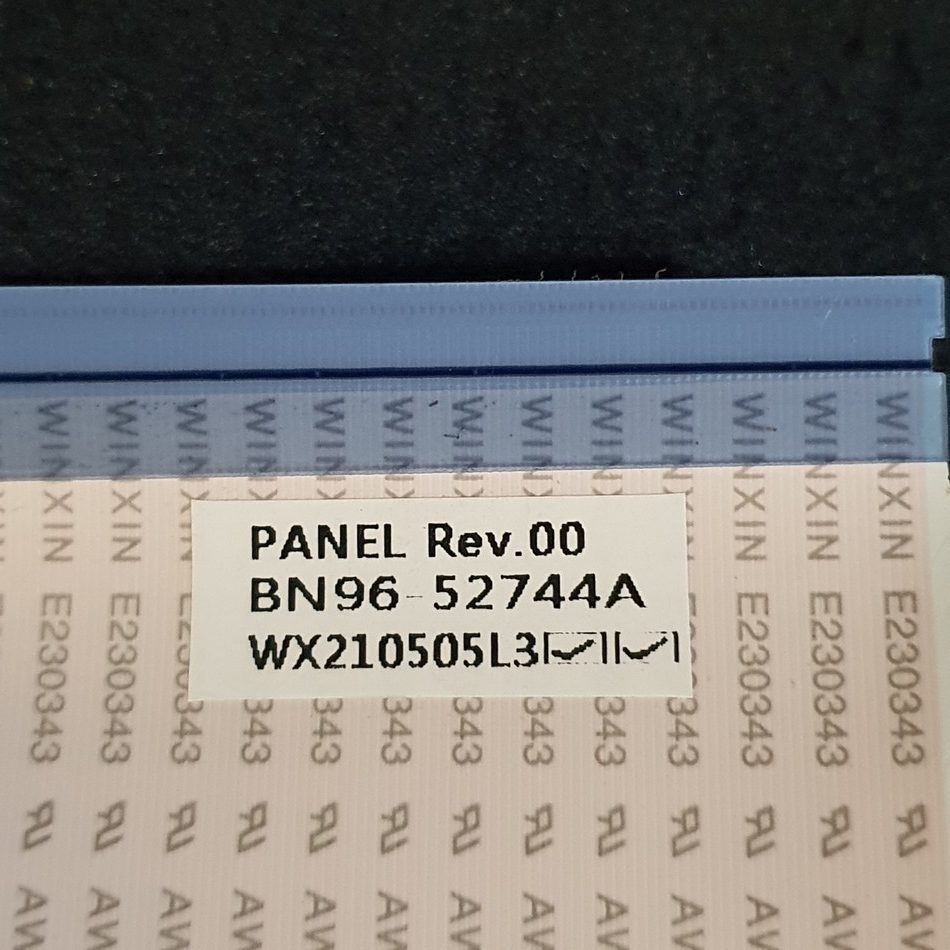 PANEL Rev.00
BN96-52744A
WX210505L3
WINXIN E230343